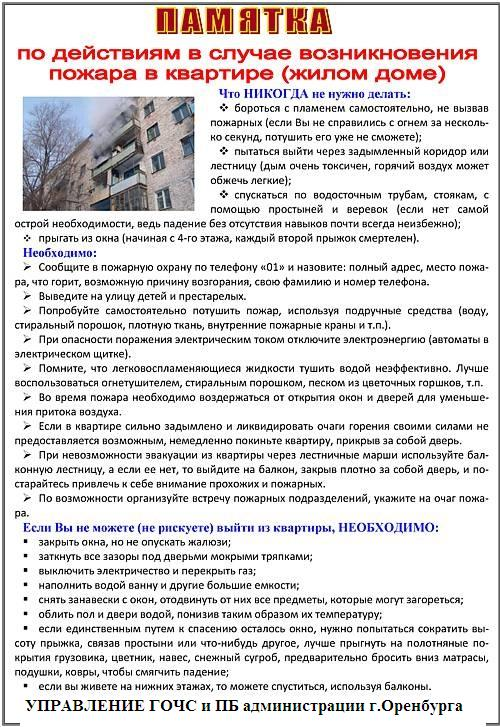 ПАМЯТКА
по действиям в случае возникновения
пожара в квартире (жилом доме)
Что НИКОГДА не нужно делать:
❖ бороться с пламенем самостоятельно, не вызвав
пожарных (если Вы не справились с огнем за несколь-
ко секунд, потушить его уже не сможете);
❖ пытаться выйти через задымленный коридор или
лестницу (дым очень токсичен, горячий воздух может
обжечь легкие);
❖ спускаться по водосточным трубам, стоякам, с
помощью простыней и веревок (если нет самой
острой необходимости, ведь падение без отсутствия навыков почти всегда неизбежно);
❖ прыгать из окна (начиная с 4-го этажа, каждый второй прыжок смертелен).
Необходимо:
➢ Сообщите в пожарную охрану по телефону «01» и назовите: полный адрес, место пожа-
ра, что горит, возможную причину возгорания, свою фамилию и номер телефона.
➢ Выведите на улицу детей и престарелых.
➢ Попробуйте самостоятельно потушить пожар, используя подручные средства (воду,
стиральный порошок, плотную ткань, внутренние пожарные краны и т.п.).
➢ При опасности поражения электрическим током отключите электроэнергию (автоматы в
электрическом щитке).
➢ Помните, что легковоспламеняющиеся жидкости тушить водой неэффективно. Лучше
воспользоваться огнетушителем, стиральным порошком, песком из цветочных горшков, т.п.
➢ Во время пожара необходимо воздержаться от открытия окон и дверей для уменьше-
ния притока воздуха.
➢ Если в квартире сильно задымлено и ликвидировать очаги горения своими силами не
предоставляется возможным, немедленно покиньте квартиру, прикрыв за собой дверь.
➢ При невозможности эвакуации из квартиры через лестничные марши используйте бал-
конную лестницу, а если ее нет, то выйдите на балкон, закрыв плотно за собой дверь, и по-
старайтесь привлечь к себе внимание прохожих и пожарных.
➢ По возможности организуйте встречу пожарных подразделений, укажите на очаг пожа-
ра.
Если Вы не можете (не рискуете) выйти из квартиры, НЕОБХОДИМО:
▪ закрыть окна, но не опускать жалюзи;
▪ заткнуть все зазоры под дверьми мокрыми тряпками;
▪ выключить электричество и перекрыть газ;
▪ наполнить водой ванну и другие большие емкости;
▪ снять занавески с окон, отодвинуть от них все предметы, которые могут загореться;
▪ облить пол и двери водой, понизив таким образом их температуру;
▪ если единственным путем к спасению осталось окно, нужно попытаться сократить вы-
соту прыжка, связав простыни или что-нибудь другое, лучше прыгнуть на полотняные по-
крытия грузовика, цветник, навес, снежный сугроб, предварительно бросить вниз матрасы,
подушки, ковры, чтобы смягчить падение;
▪ если вы живете на нижних этажах, то можете спуститься, используя балконы.
УПРАВЛЕНИЕ ГОЧС и ПБ администрации г.Оренбурга